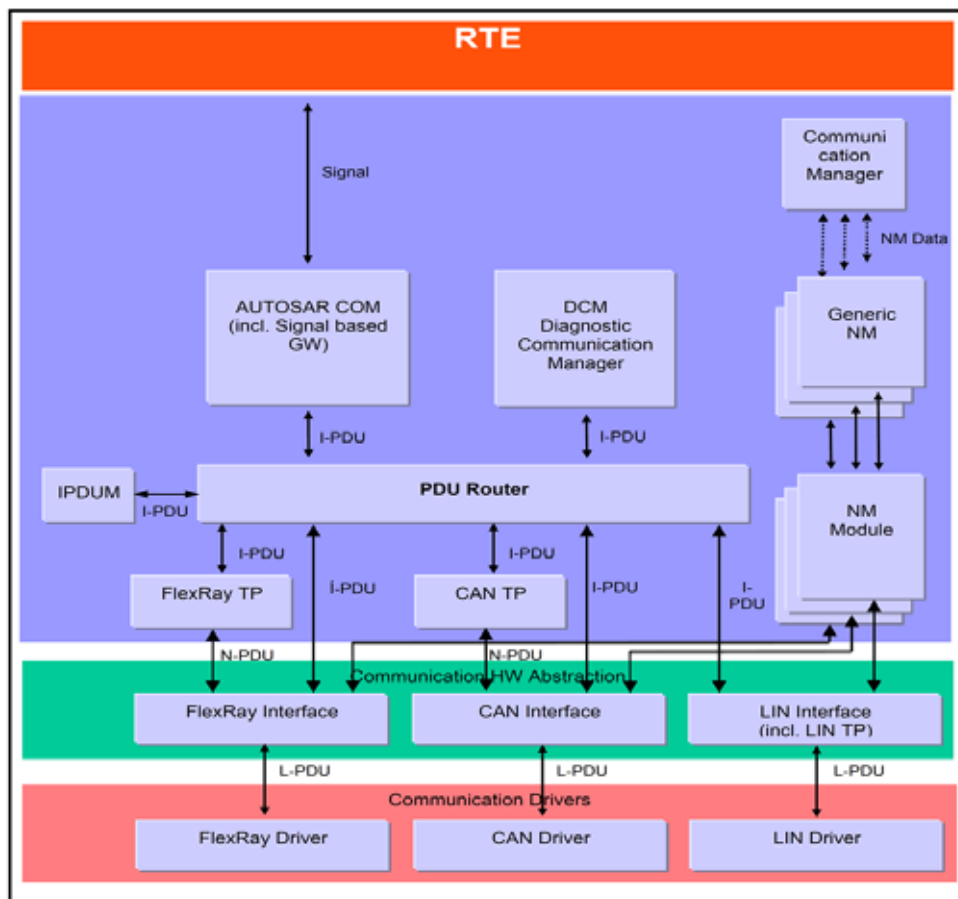 RTE
Signal
Communi
cation
Manager
NM Data
AUTOSAR COM
(incl. Signal based
GW)
DCM
Diagnostic
Communication
Manager
Generic
NM
I-PDU
I-PDU
IPDUM
I-PDU
PDU Router
NM
Module
I-PDU
I-PDU
I-PDU
I-PDU
I-
PDU
FlexRay TP
CAN TP
N-PDU
N-PDU
Communication HW Abstraction
FlexRay Interface
CAN Interface
LIN Interface
(incl. LIN TP)
L-PDU
L-PDU
L-PDU
Communication Drivers
FlexRay Driver
CAN Driver
LIN Driver